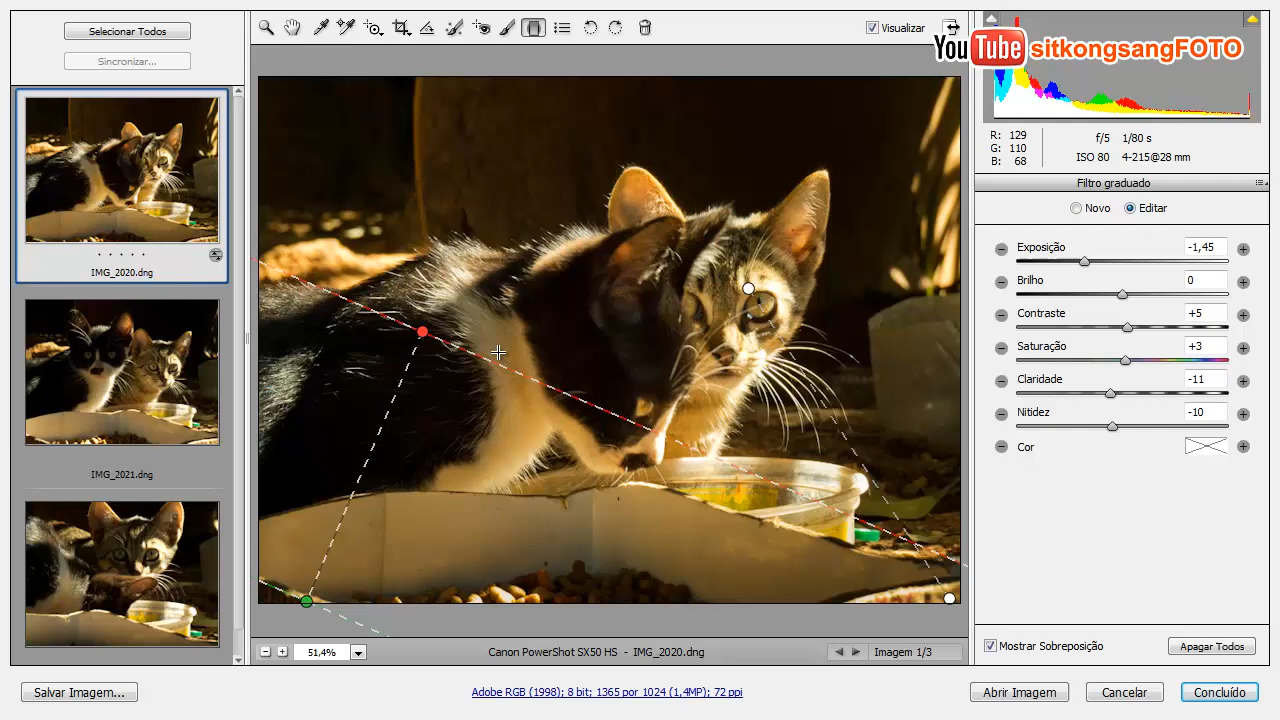 Selecionar Todos
Sincronizar...
IMG_2020.dng
IMG_2021.dng
Visualizar
YouTube sitkongsangFOTO
R: 129
G: 110
B: 68
f/5 1/80 s
ISO 80 4-215@28 mm
Filtro graduado
Novo Editar
Exposição -1,45
Brilho 0
Contraste +5
Saturação +3
Claridade -11
Nitidez -10
Cor
51,4%
Canon PowerShot SX50 HS - IMG_2020.dng
Imagem 1/3
Mostrar Sobreposição
Apagar Todos
Salvar Imagem...
Adobe RGB (1998); 8 bit; 1365 por 1024 (1,4MP); 72 ppi
Abrir Imagem
Cancelar
Concluído